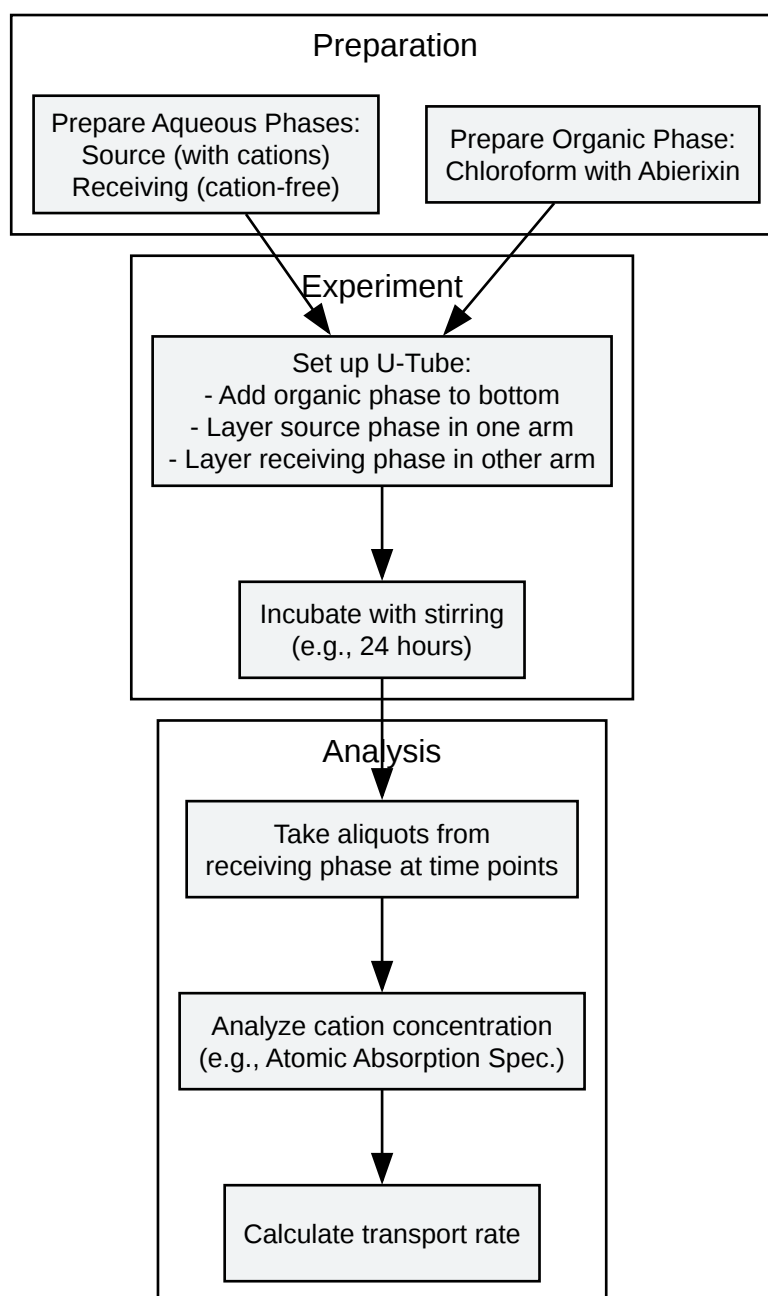 Preparation
Prepare Aqueous Phases:
Source (with cations)
Receiving (cation-free)
Prepare Organic Phase:
Chloroform with Abierixin
Experiment
Set up U-Tube:
- Add organic phase to bottom
- Layer source phase in one arm
- Layer receiving phase in other arm
Incubate with stirring
(e.g., 24 hours)
Analysis
Take aliquots from
receiving phase at time points
Analyze cation concentration
(e.g., Atomic Absorption Spec.)
Calculate transport rate